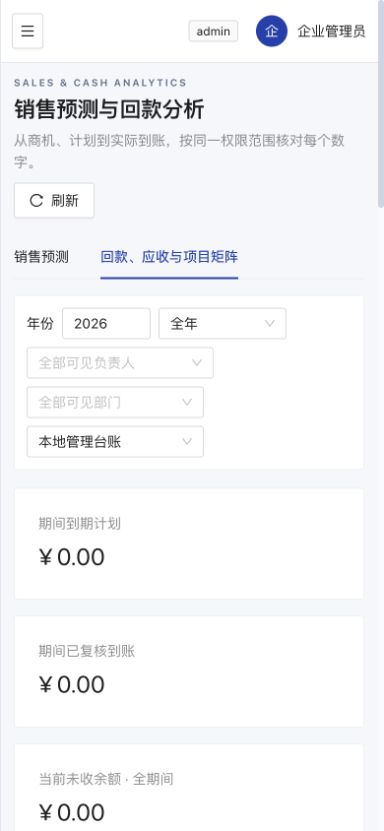 admin
企
企业管理员
SALES & CASH ANALYTICS
销售预测与回款分析
从商机、计划到实际到账，按同一权限范围核对每个数
字。
刷新
销售预测
回款、应收与项目矩阵
年份
2026
全年
全部可见负责人
全部可见部门
本地管理台账
期间到期计划
¥ 0.00
期间已复核到账
¥ 0.00
当前未收余额 · 全期间
¥ 0.00